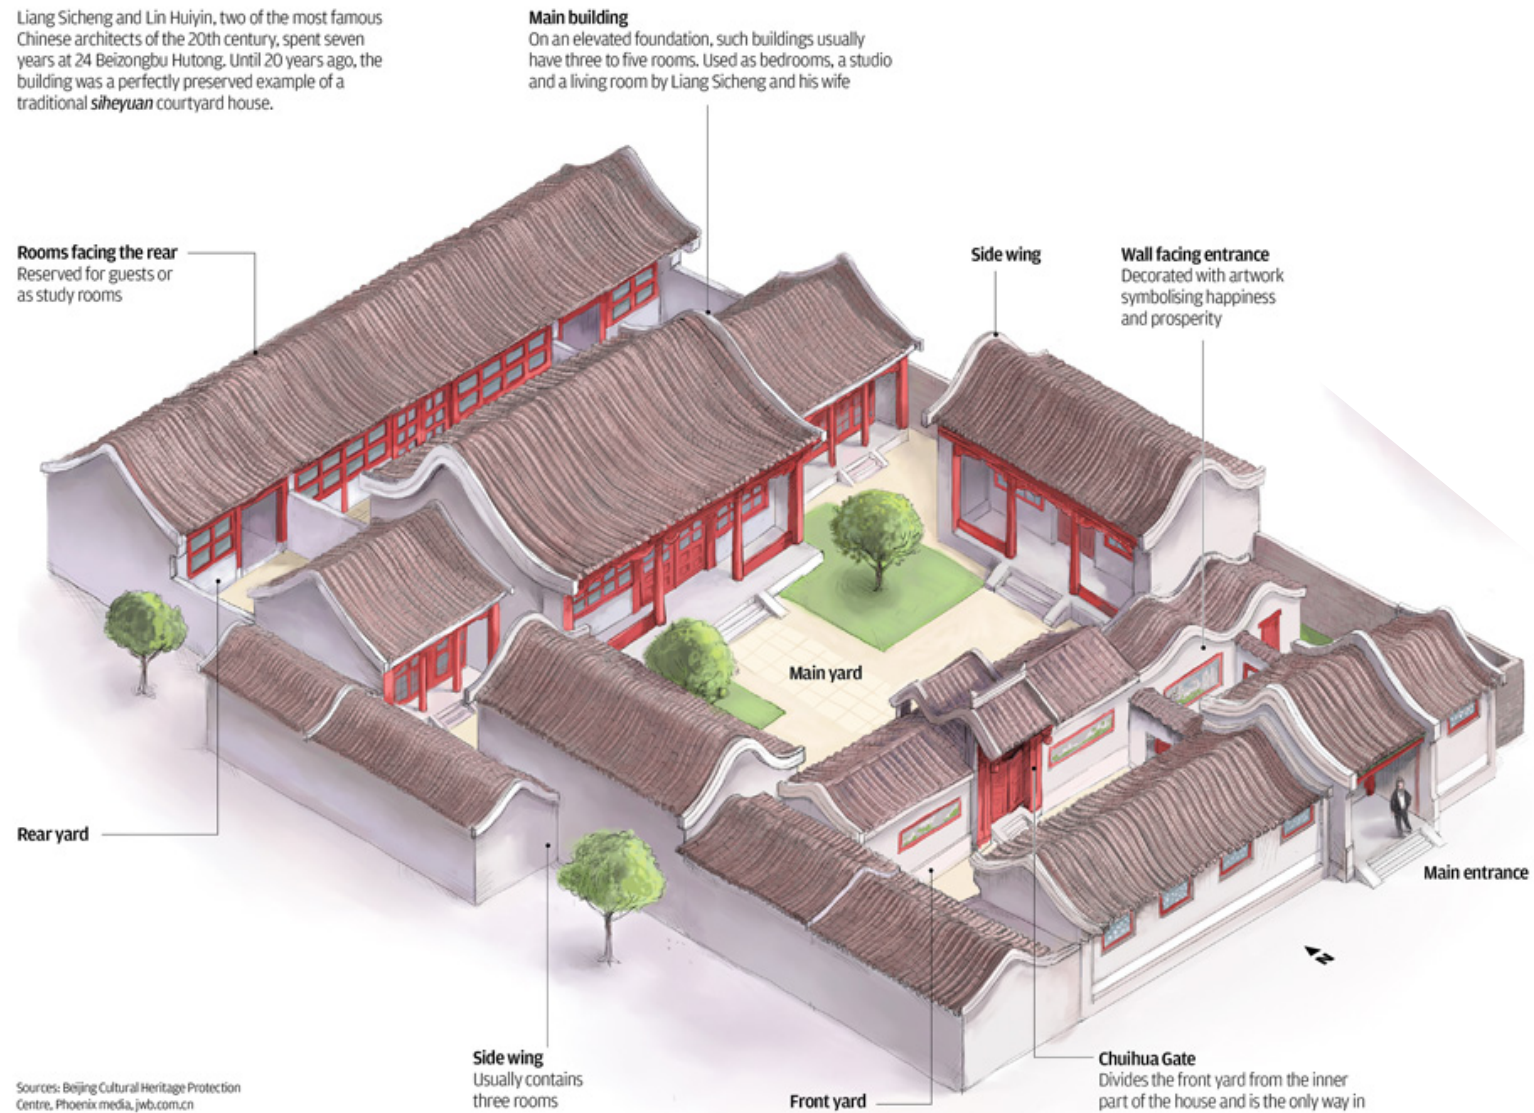 Liang Sicheng and Lin Huiyin, two of the most famous
Chinese architects of the 20th century, spent seven
years at 24 Beizongbu Hutong. Until 20 years ago, the
building was a perfectly preserved example of a
traditional siheyuan courtyard house.
Main building
On an elevated foundation, such buildings usually
have three to five rooms. Used as bedrooms, a studio
and a living room by Liang Sicheng and his wife
Rooms facing the rear
Reserved for guests or
as study rooms
Side wing
Wall facing entrance
Decorated with artwork
symbolising happiness
and prosperity
Main yard
Rear yard
Main entrance
N
Side wing
Usually contains
three rooms
Front yard
Chuihua Gate
Divides the front yard from the inner
part of the house and is the only way in
Sources: Beijing Cultural Heritage Protection
Centre, Phoenix media, jwb.com.cn